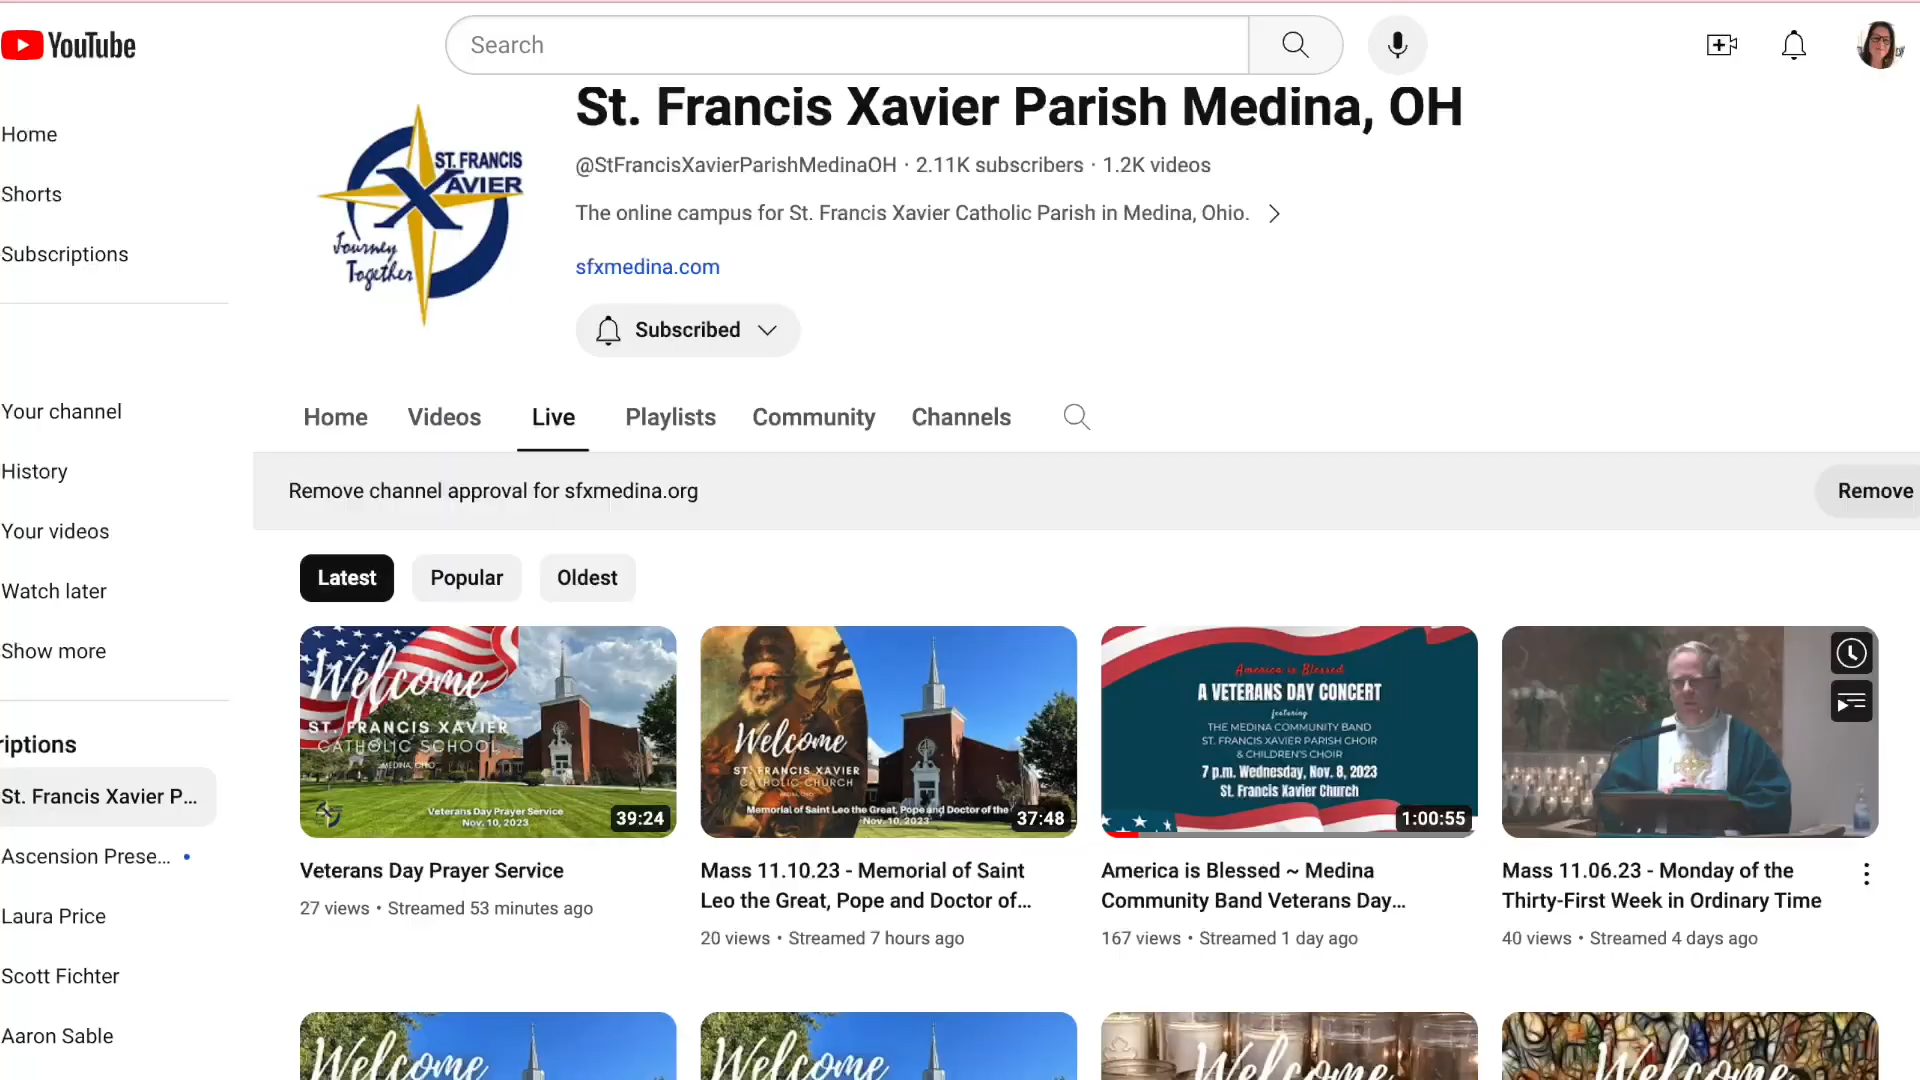 YouTube
Search
Home
Shorts
Subscriptions
Your channel
History
Your videos
Watch later
Show more
riptions
St. Francis Xavier P...
Ascension Prese...
Laura Price
Scott Fichter
Aaron Sable
ST. FRANCIS
XAVIER
Journey
Together
St. Francis Xavier Parish Medina, OH
@StFrancisXavierParishMedinaOH · 2.11K subscribers · 1.2K videos
The online campus for St. Francis Xavier Catholic Parish in Medina, Ohio.
sfxmedina.com
Subscribed
Home Videos Live Playlists Community Channels
Remove channel approval for sfxmedina.org
Remove
Latest Popular Oldest
Welcome
ST. FRANCIS XAVIER
CATHOLIC SCHOOL
MEDINA, OHIO
Veterans Day Prayer Service
Nov. 10, 2023
39:24
Veterans Day Prayer Service
27 views • Streamed 53 minutes ago
Welcome
ST. FRANCIS XAVIER
CATHOLIC CHURCH
Memorial of Saint Leo the Great, Pope and Doctor of the
Nov. 10, 2023
37:48
Mass 11.10.23 - Memorial of Saint
Leo the Great, Pope and Doctor of...
20 views • Streamed 7 hours ago
America is Blessed
A VETERANS DAY CONCERT
featuring
THE MEDINA COMMUNITY BAND
ST. FRANCIS XAVIER PARISH CHOIR
& CHILDREN'S CHOIR
7 p.m. Wednesday, Nov. 8, 2023
St. Francis Xavier Church
1:00:55
America is Blessed ~ Medina
Community Band Veterans Day...
167 views • Streamed 1 day ago
Mass 11.06.23 - Monday of the
Thirty-First Week in Ordinary Time
40 views • Streamed 4 days ago
Welcome
Welcome
Welcome
Welcome